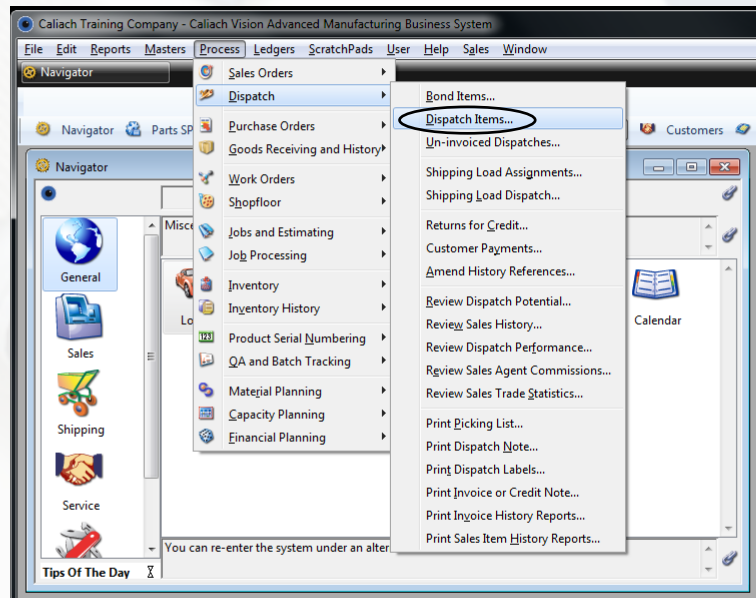 Caliach Training Company - Caliach Vision Advanced Manufacturing Business System
File Edit Reports Masters Process Ledgers ScratchPads User Help Sales Window
Navigator
Navigator Parts SP Customers
Navigator
Sales Orders
Dispatch
Purchase Orders
Goods Receiving and History
Work Orders
Shopfloor
Jobs and Estimating
Job Processing
Inventory
Inventory History
Product Serial Numbering
QA and Batch Tracking
Material Planning
Capacity Planning
Financial Planning
Bond Items...
Dispatch Items...
Un-invoiced Dispatches...
Shipping Load Assignments...
Shipping Load Dispatch...
Returns for Credit...
Customer Payments...
Amend History References...
Review Dispatch Potential...
Review Sales History...
Review Dispatch Performance...
Review Sales Agent Commissions...
Review Sales Trade Statistics...
Print Picking List...
Print Dispatch Note...
Print Dispatch Labels...
Print Invoice or Credit Note...
Print Invoice History Reports...
Print Sales Item History Reports...
Misce
General
Lo
Calendar
Sales
Shipping
Service
You can re-enter the system under an alter
Tips Of The Day